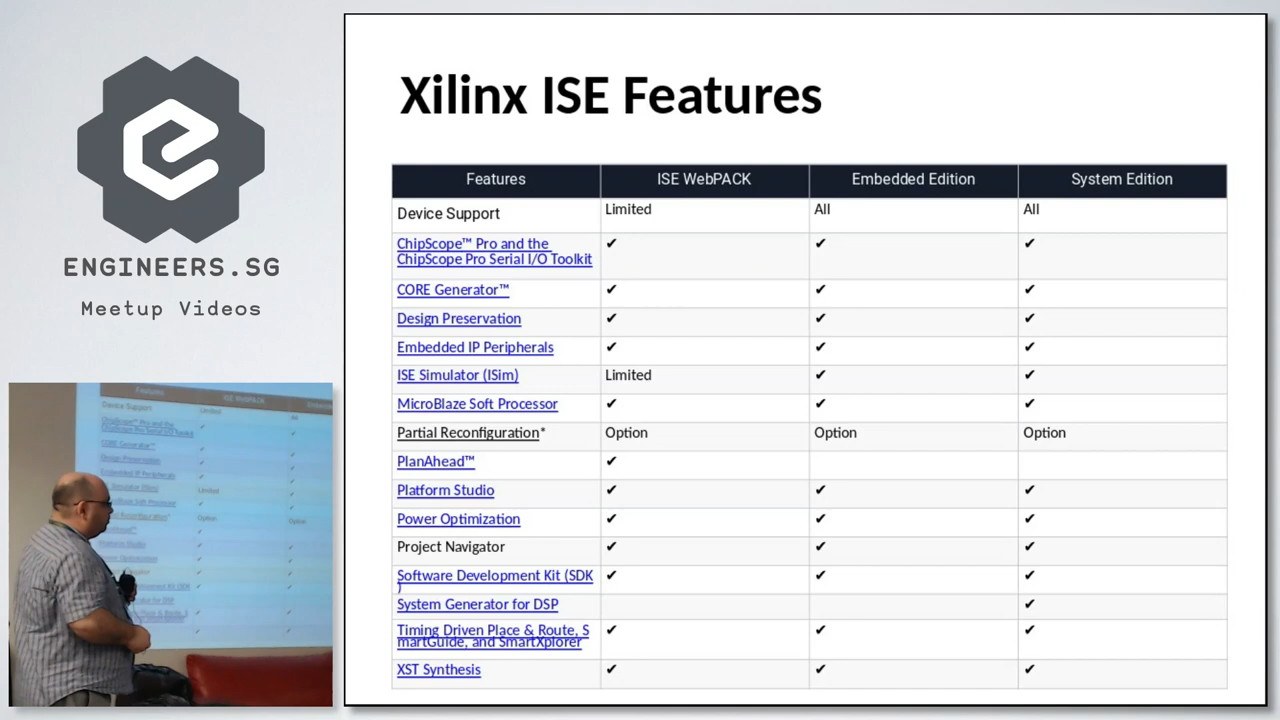 ENGINEERS.SG
Meetup Videos
Xilinx ISE Features
Features ISE WebPACK Embedded Edition System Edition
Device Support Limited All All
ChipScope™ Pro and the
ChipScope Pro Serial I/O Toolkit ✔ ✔ ✔
CORE Generator™ ✔ ✔ ✔
Design Preservation ✔ ✔ ✔
Embedded IP Peripherals ✔ ✔ ✔
ISE Simulator (ISim) Limited ✔ ✔
MicroBlaze Soft Processor ✔ ✔ ✔
Partial Reconfiguration* Option Option Option
PlanAhead™ ✔
Platform Studio ✔ ✔ ✔
Power Optimization ✔ ✔ ✔
Project Navigator ✔ ✔ ✔
Software Development Kit (SDK
) ✔ ✔ ✔
System Generator for DSP ✔
Timing Driven Place & Route, S
martGuide, and SmartXplorer ✔ ✔ ✔
XST Synthesis ✔ ✔ ✔